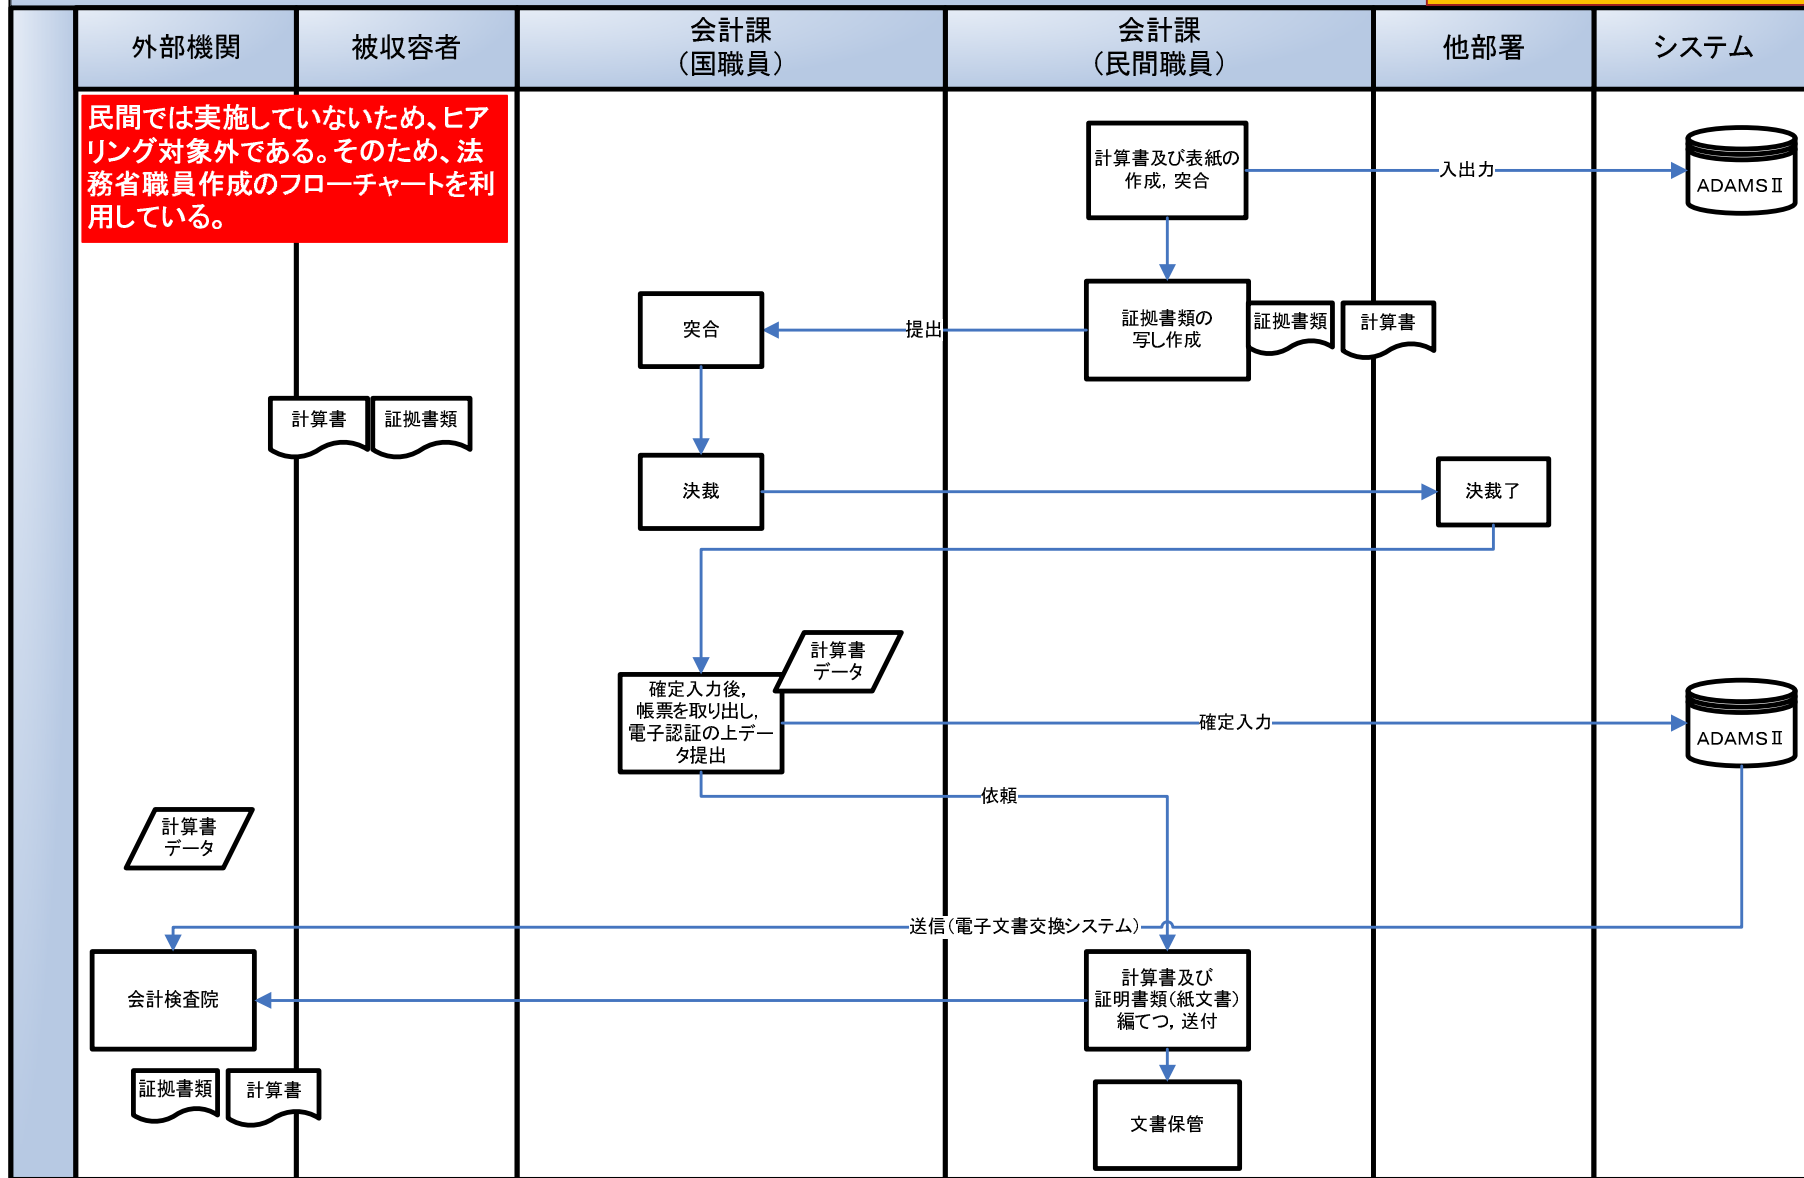 外部機関
被収容者
会計課
（国職員）
会計課
（民間職員）
他部署
システム
民間では実施していないため、ヒア
リング対象外である。そのため、法
務省職員作成のフローチャートを利
用している。
計算書及び表紙の
作成，突合
入出力
ADAMSⅡ
突合
提出
証拠書類の
写し作成
証拠書類
計算書
計算書
証拠書類
決裁
決裁了
計算書
データ
確定入力後，
帳票を取り出し，
電子認証の上デー
タ提出
確定入力
ADAMSⅡ
依頼
計算書
データ
送信（電子文書交換システム）
会計検査院
計算書及び
証明書類（紙文書）
編てつ，送付
証拠書類
計算書
文書保管